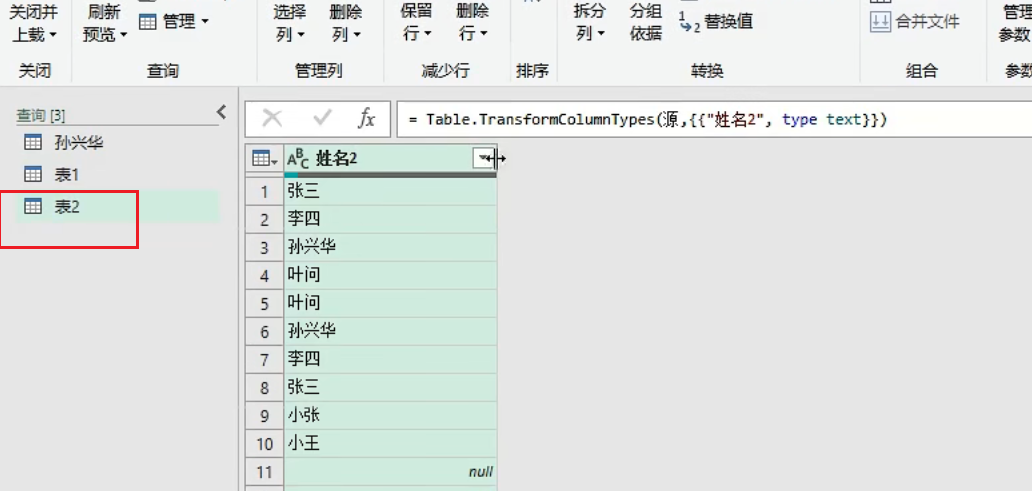 关闭并
上载
刷新
预览
管理
选择
列
删除
列
保留
行
删除
行
拆分
列
分组
依据
1
2 替换值
合并文件
管理
参数
关闭
查询
管理列
减少行
排序
转换
组合
参数
查询 [3]
孙兴华
表1
表2
fx
= Table.TransformColumnTypes(源,{{"姓名2", type text}})
ABC 姓名2
1 张三
2 李四
3 孙兴华
4 叶问
5 叶问
6 孙兴华
7 李四
8 张三
9 小张
10 小王
11 null